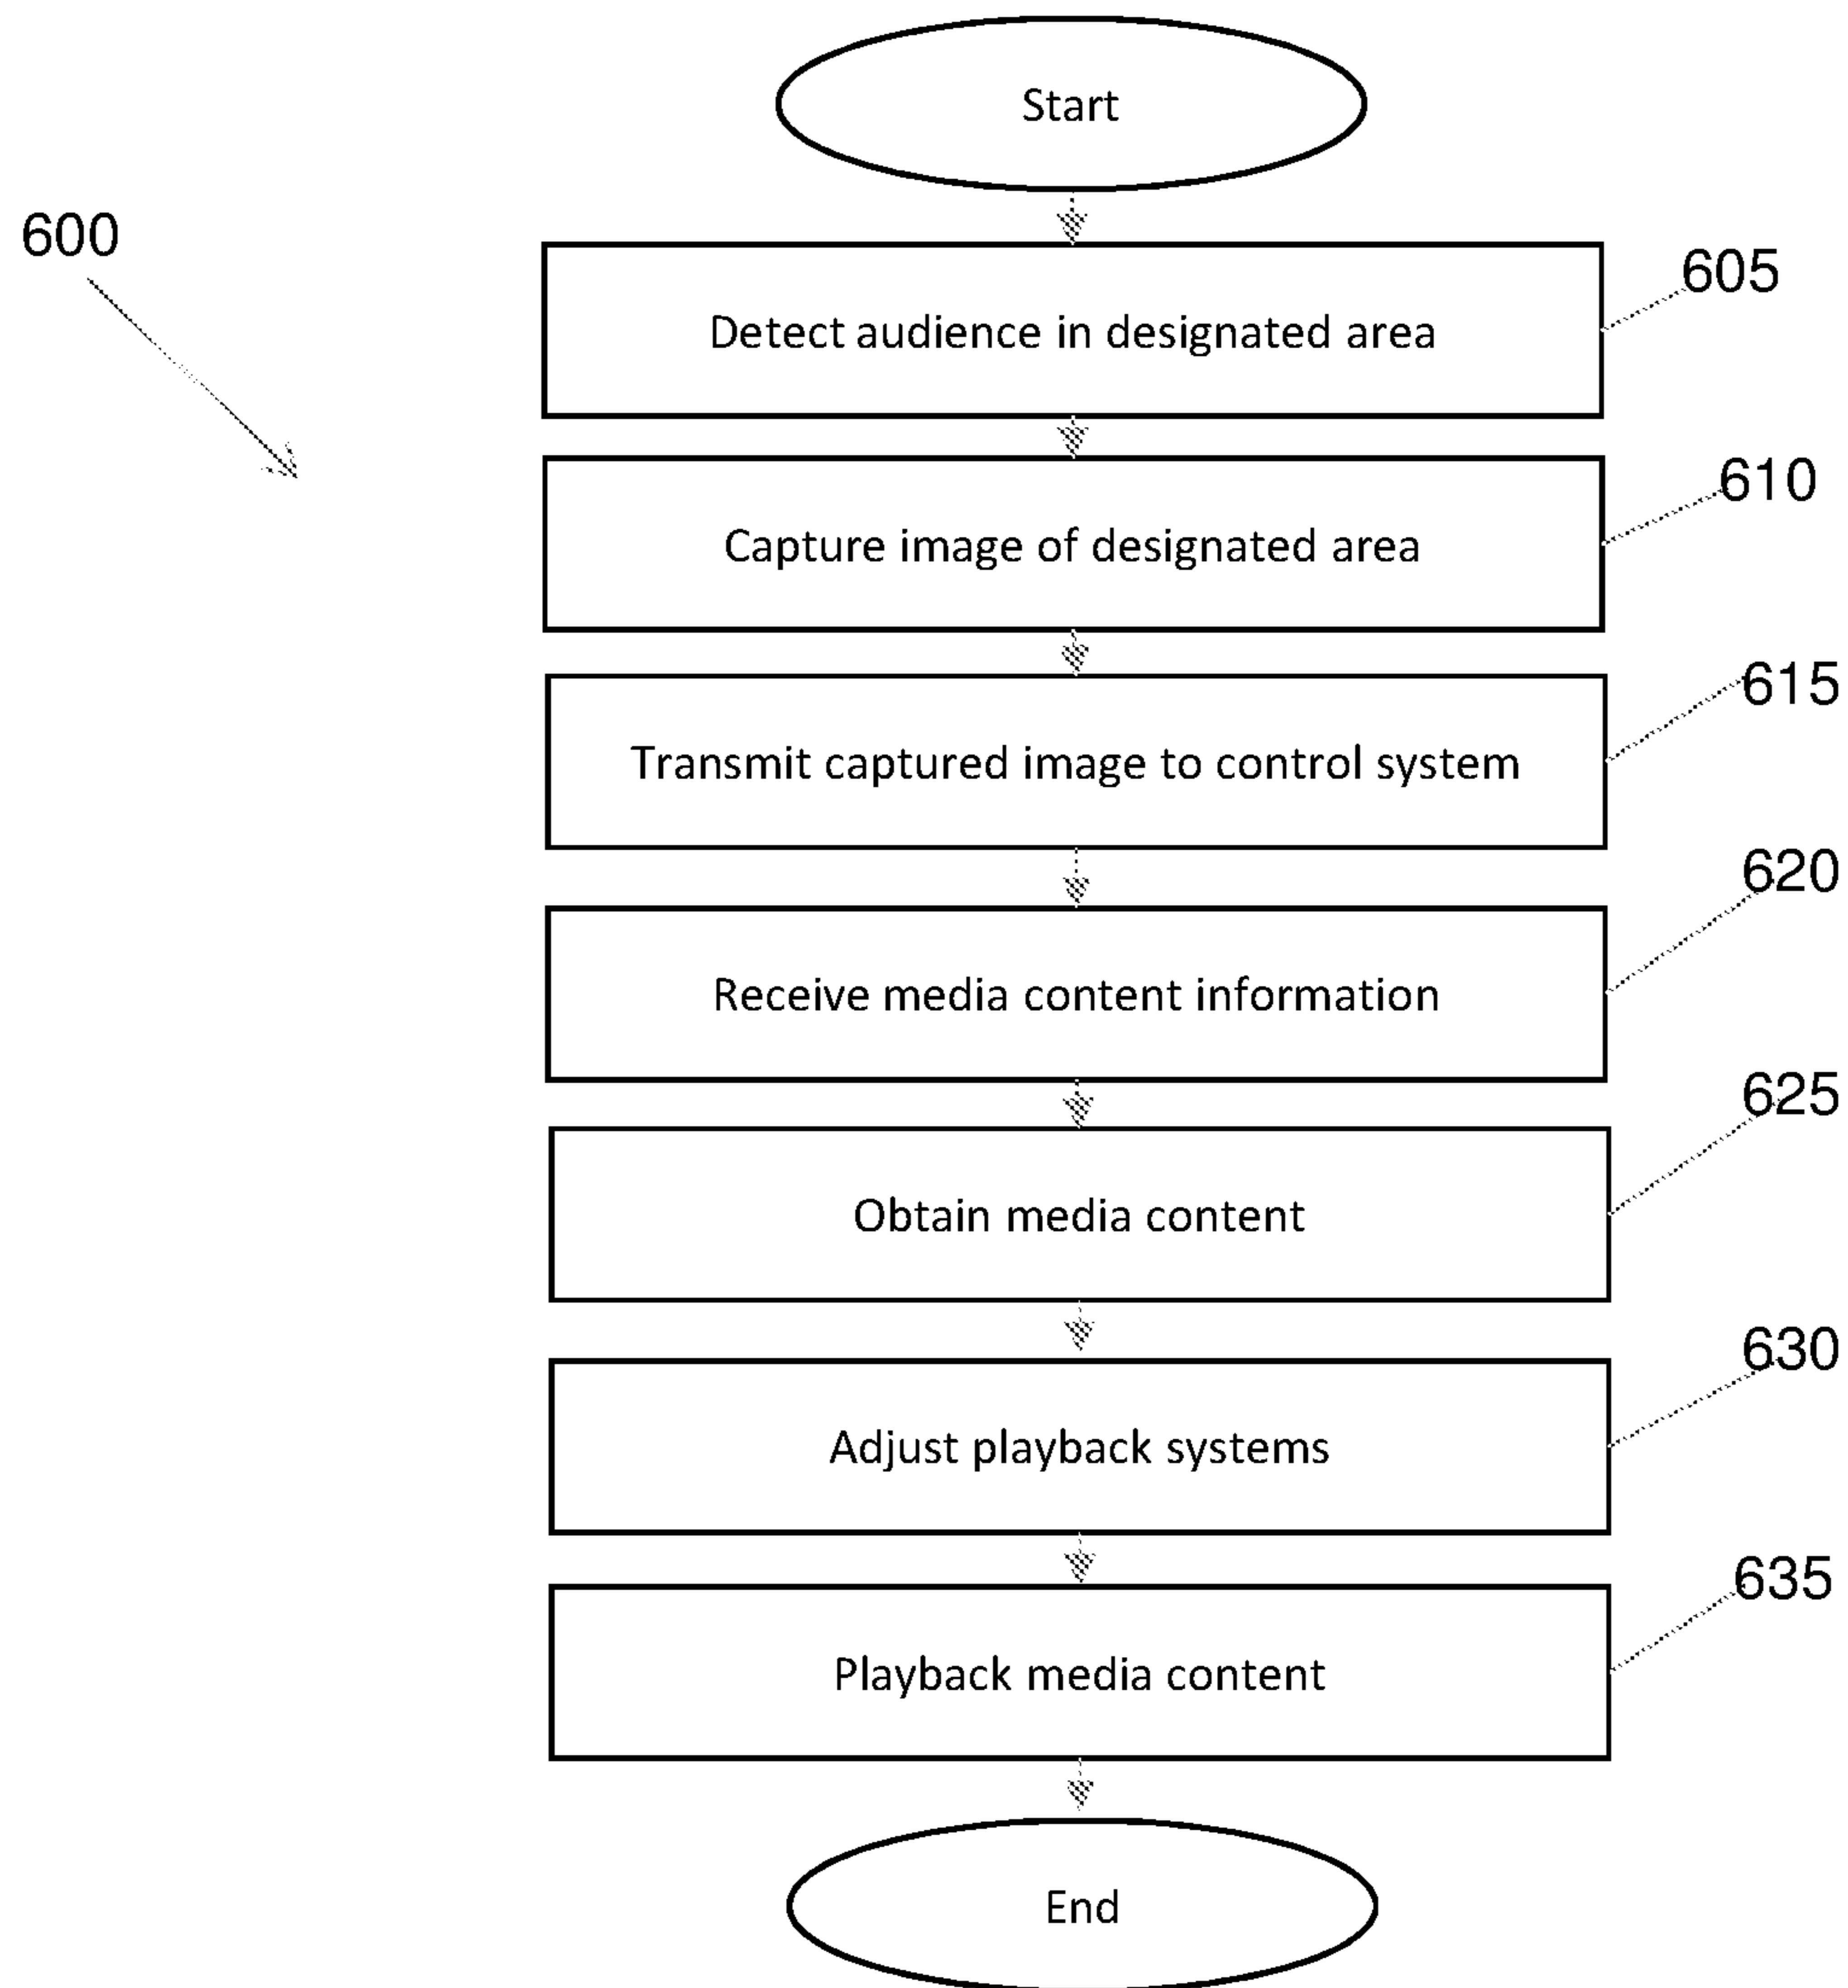 Start
600
605
Detect audience in designated area
610
Capture image of designated area
615
Transmit captured image to control system
620
Receive media content information
625
Obtain media content
630
Adjust playback systems
635
Playback media content
End